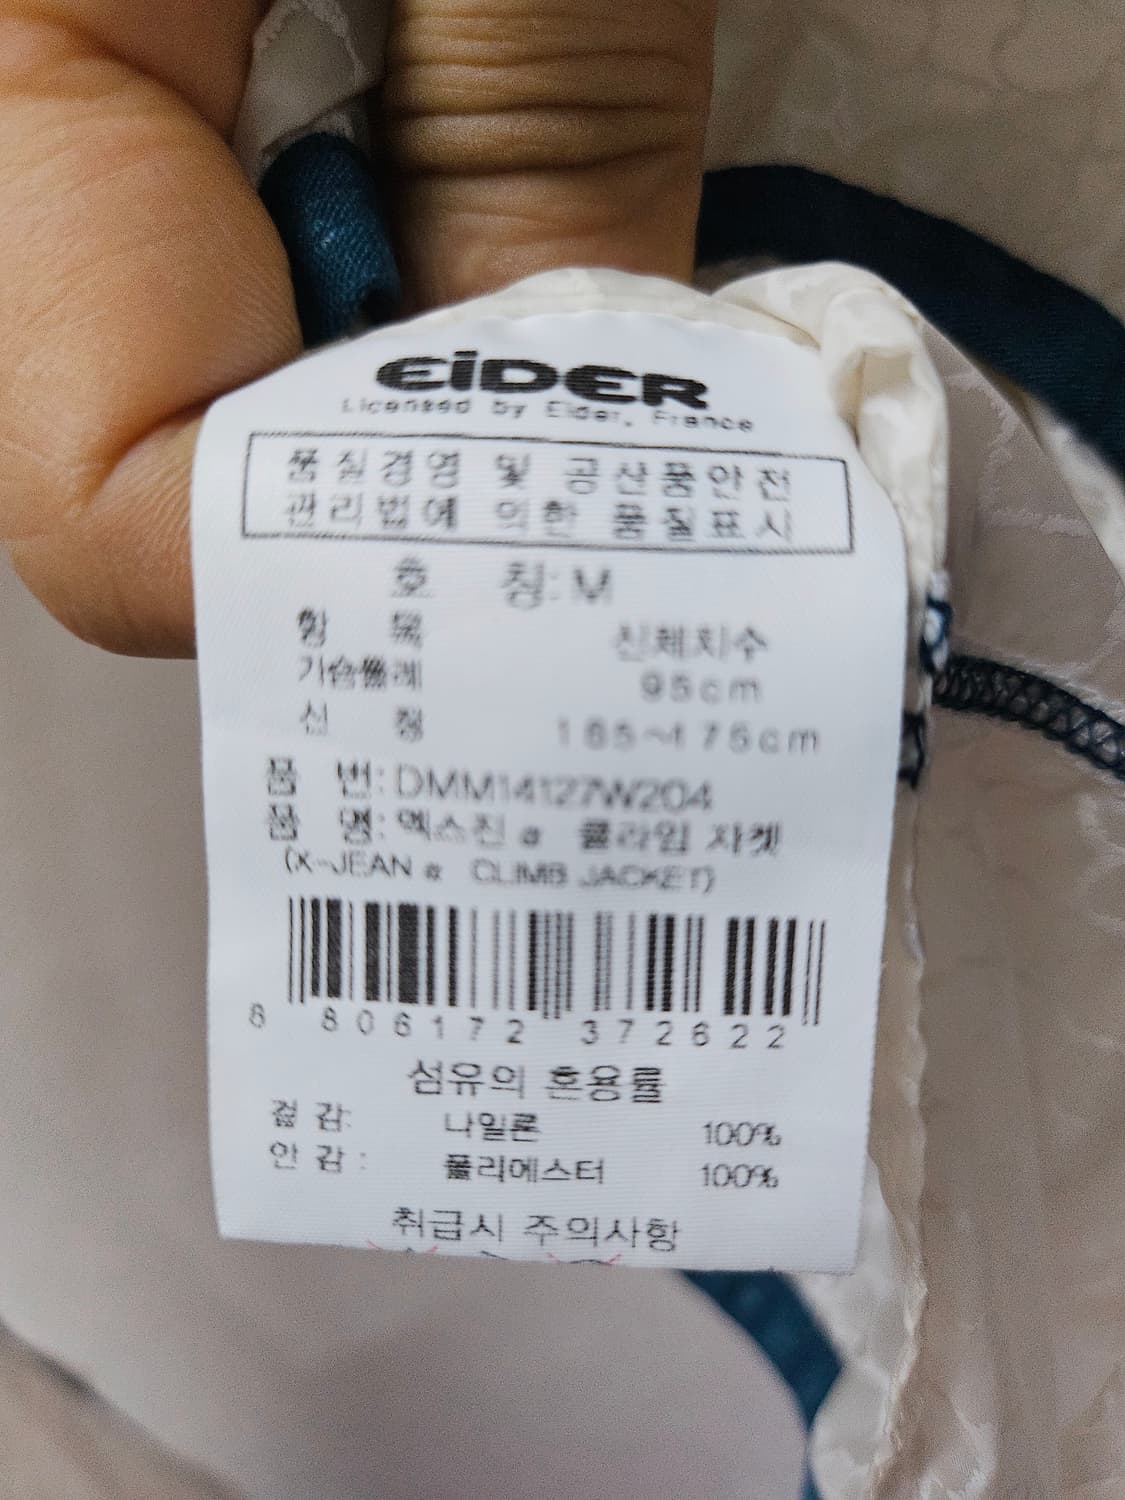 EiDER
Licensed by Eider, France
품질경영 및 공산품안전
관리법에 의한 품질표시
호 칭: M
항 목 신체치수
가슴둘레 95cm
신 장 165~175cm
품 번: DMM14127W204
품 명: 엑스진 α 클라임 자켓
(X-JEAN α CLIMB JACKET)
8 806172 372622
섬유의 혼용률
겉감: 나일론 100%
안감: 폴리에스터 100%
취급시 주의사항